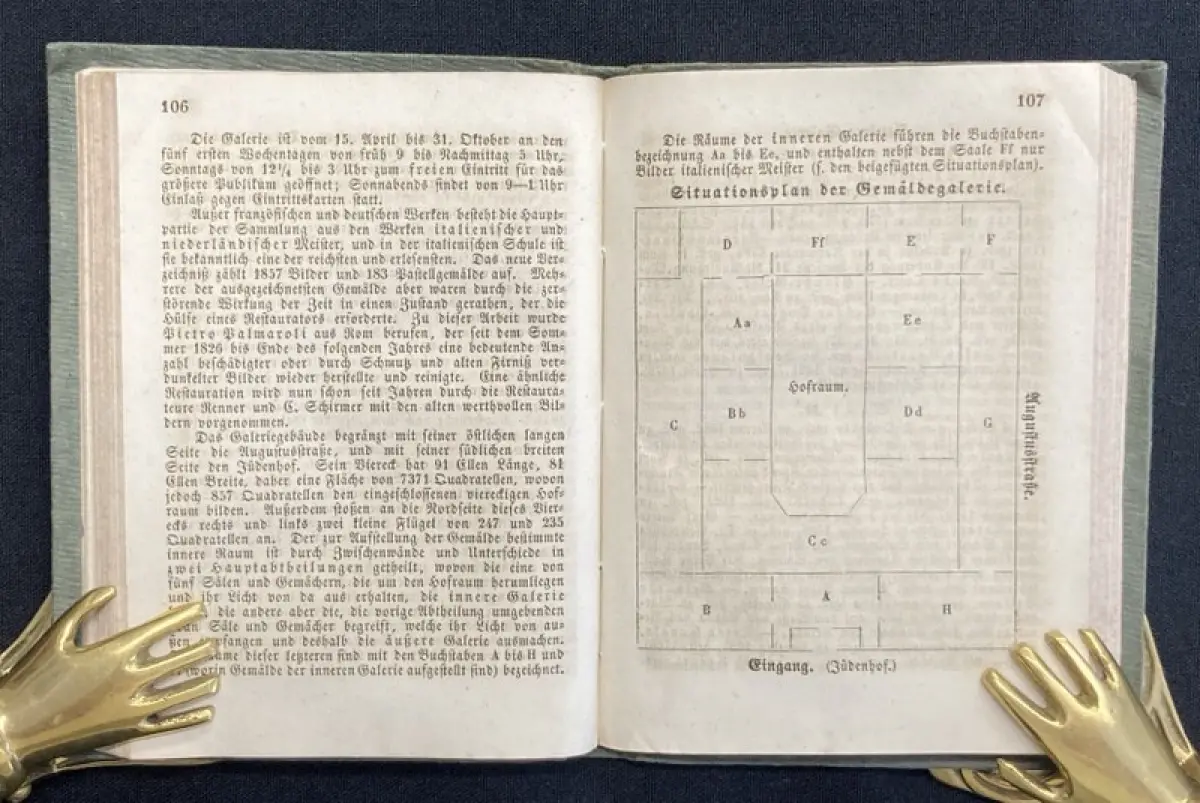 106
Die Galerie ist vom 15. April bis 31. Oktober an den
fünf ersten Wochentagen von früh 9 bis Nachmittag 5 Uhr,
Sonntags von 12¼ bis 3 Uhr zum freien Eintritt für das
größere Publikum geöffnet; Sonnabends findet von 9—1 Uhr
Einlaß gegen Eintrittskarten statt.
Außer französischen und deutschen Werken besteht die Haupt-
partie der Sammlung aus den Werken italienischer und
niederländischer Meister, und in der italienischen Schule ist
sie bekanntlich eine der reichsten und erlesensten. Das neue Ver-
zeichniß zählt 1857 Bilder und 183 Pastellgemälde auf. Meh-
rere der ausgezeichnetsten Gemälde aber waren durch die zer-
störende Wirkung der Zeit in einen Zustand gerathen, der die
Hülfe eines Restaurators erforderte. Zu dieser Arbeit wurde
Pietro Palmaroli aus Rom berufen, der seit dem Som-
mer 1826 bis Ende des folgenden Jahres eine bedeutende An-
zahl beschädigter oder durch Schmutz und alten Firniß ver-
dunkelter Bilder wieder herstellte und reinigte. Eine ähnliche
Restauration wird nun schon seit Jahren durch die Restaura-
teure Renner und C. Schirmer mit den alten werthvollen Bil-
dern vorgenommen.
Das Galeriegebäude begränzt mit seiner östlichen langen
Seite die Augustusstraße, und mit seiner südlichen breiten
Seite den Jüdenhof. Sein Viereck hat 91 Ellen Länge, 81
Ellen Breite, daher eine Fläche von 7371 Quadratellen, wovon
jedoch 857 Quadratellen den eingeschlossenen viereckigen Hof-
raum bilden. Außerdem stoßen an die Nordseite dieses Vier-
ecks rechts und links zwei kleine Flügel von 247 und 235
Quadratellen an. Der zur Aufstellung der Gemälde bestimmte
innere Raum ist durch Zwischenwände und Unterschiede in
zwei Hauptabtheilungen getheilt, wovon die eine von
fünf Sälen und Gemächern, die um den Hofraum herumliegen
und ihr Licht von da aus erhalten, die innere Galerie
die andere aber die, die vorige Abtheilung umgebenden
Säle und Gemächer begreift, welche ihr Licht von au-
ßen empfangen und deshalb die äußere Galerie ausmachen.
dieser letzteren sind mit den Buchstaben A bis H und
worin Gemälde der inneren Galerie aufgestellt sind) bezeichnet.
107
Die Räume der inneren Galerie führen die Buchstaben-
bezeichnung Aa bis Ee, und enthalten nebst dem Saale Ff nur
Bilder italienischer Meister (s. den beigefügten Situationsplan).
Situationsplan der Gemäldegalerie.
D Ff E F
Aa Ee
Hofraum.
Bb Dd
C G
Augustusstraße.
Cc
B A H
Eingang. (Jüdenhof.)